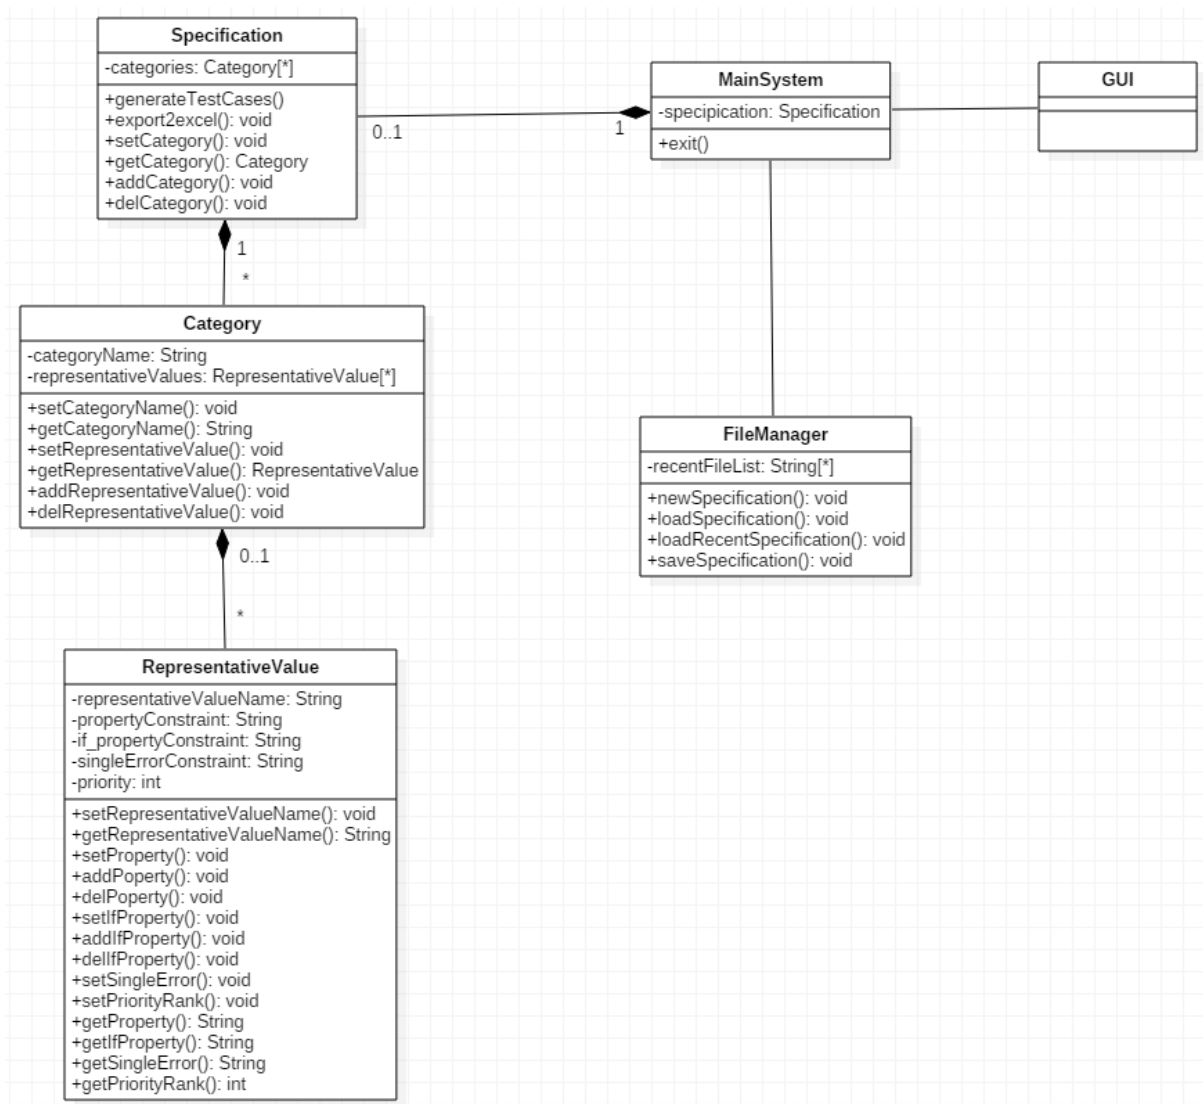 Specification
-categories: Category[*]
+generateTestCases()
+export2excel(): void
+setCategory(): void
+getCategory(): Category
+addCategory(): void
+delCategory(): void
0..1
1
MainSystem
-specipication: Specification
+exit()
GUI
1
*
Category
-categoryName: String
-representativeValues: RepresentativeValue[*]
+setCategoryName(): void
+getCategoryName(): String
+setRepresentativeValue(): void
+getRepresentativeValue(): RepresentativeValue
+addRepresentativeValue(): void
+delRepresentativeValue(): void
FileManager
-recentFileList: String[*]
+newSpecification(): void
+loadSpecification(): void
+loadRecentSpecification(): void
+saveSpecification(): void
0..1
*
RepresentativeValue
-representativeValueName: String
-propertyConstraint: String
-if_propertyConstraint: String
-singleErrorConstraint: String
-priority: int
+setRepresentativeValueName(): void
+getRepresentativeValueName(): String
+setProperty(): void
+addPoperty(): void
+delPoperty(): void
+setIfProperty(): void
+addIfProperty(): void
+delIfProperty(): void
+setSingleError(): void
+setPriorityRank(): void
+getProperty(): String
+getIfProperty(): String
+getSingleError(): String
+getPriorityRank(): int